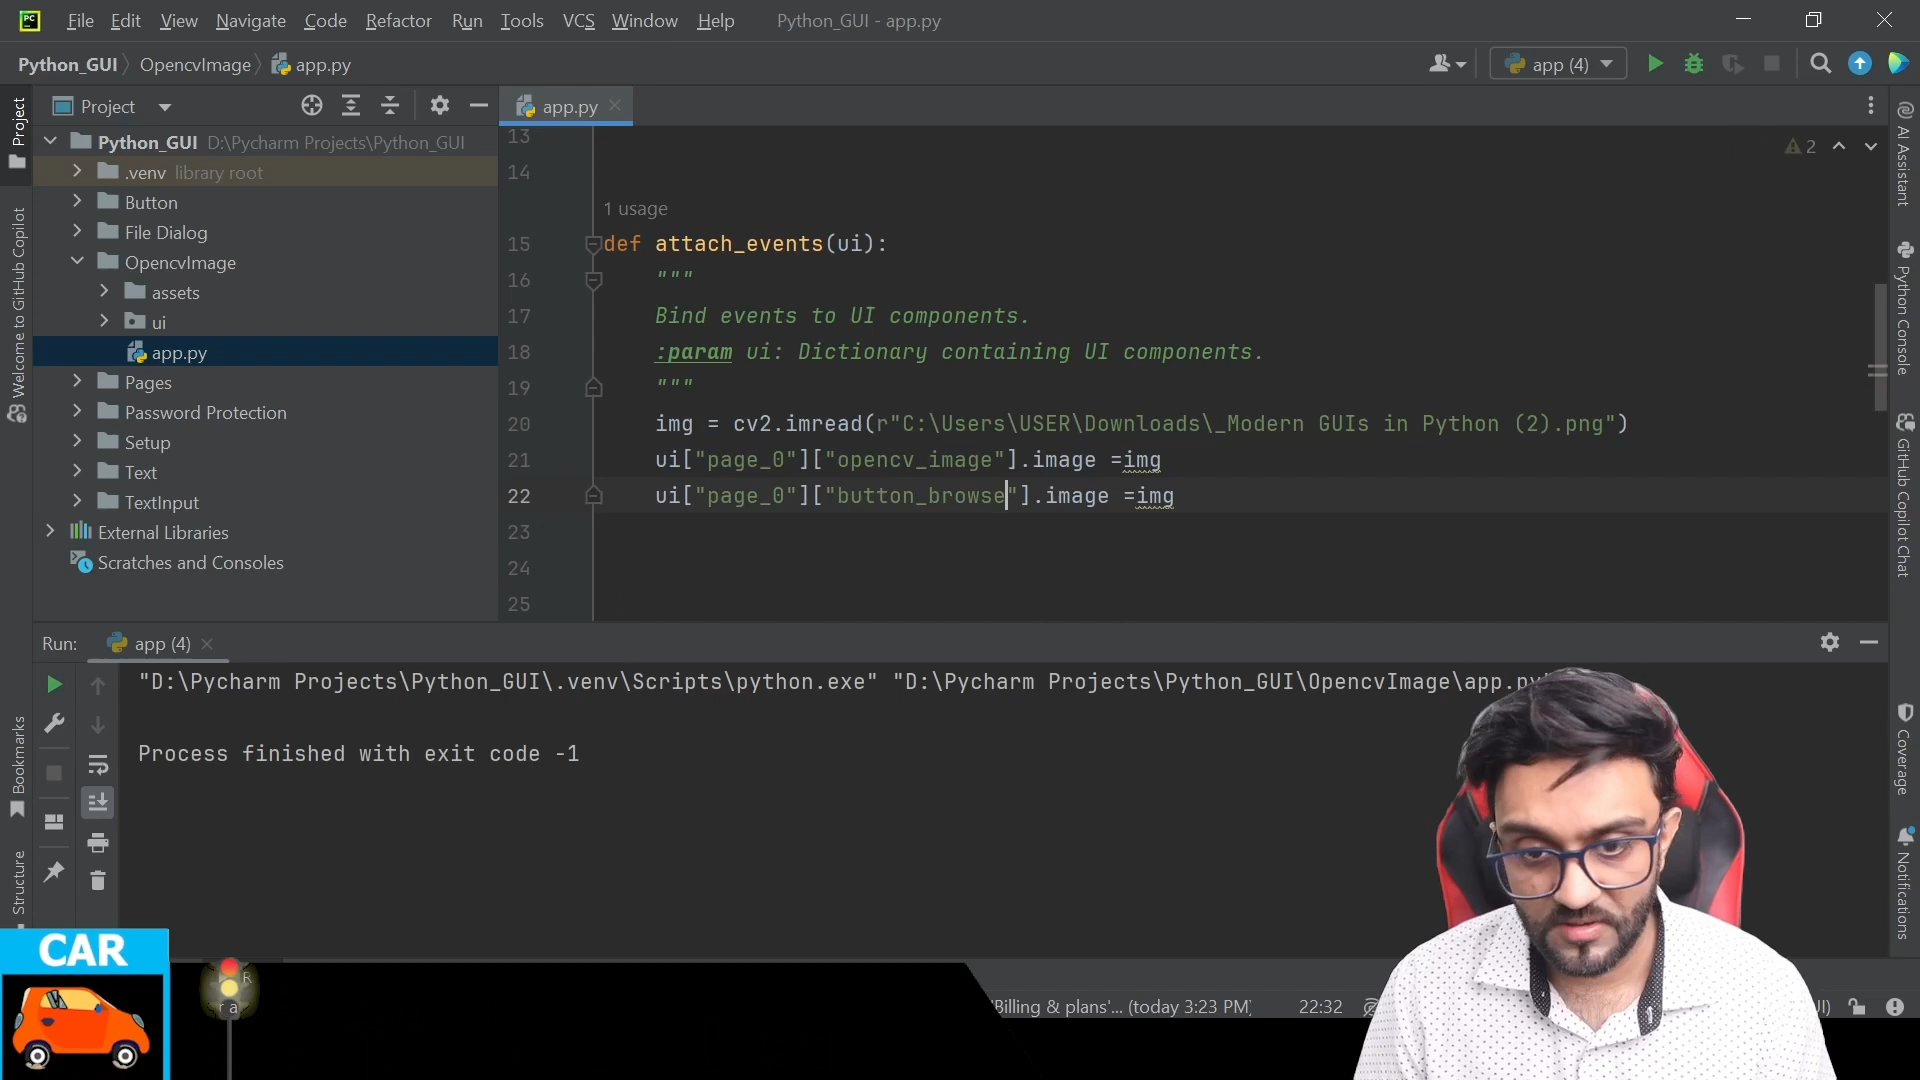 File Edit View Navigate Code Refactor Run Tools VCS Window Help Python_GUI - app.py
Python_GUI OpencvImage app.py
app (4)
Project
Project
app.py
Python_GUI D:\Pycharm Projects\Python_GUI
.venv library root
Button
File Dialog
OpencvImage
assets
ui
app.py
Pages
Password Protection
Setup
Text
TextInput
External Libraries
Scratches and Consoles
Welcome to GitHub Copilot
2
13
14
1 usage
15 def attach_events(ui):
16 """
17 Bind events to UI components.
18 :param ui: Dictionary containing UI components.
19 """
20 img = cv2.imread(r"C:\Users\USER\Downloads\_Modern GUIs in Python (2).png")
21 ui["page_0"]["opencv_image"].image =img
22 ui["page_0"]["button_browse"].image =img
23
24
25
AI Assistant
Python Console
GitHub Copilot Chat
Coverage
Notifications
Run: app (4)
"D:\Pycharm Projects\Python_GUI\.venv\Scripts\python.exe" "D:\Pycharm Projects\Python_GUI\OpencvImage\app.py
Process finished with exit code -1
Bookmarks
Structure
CAR
R
r a
'Billing & plans'... (today 3:23 PM) 22:32